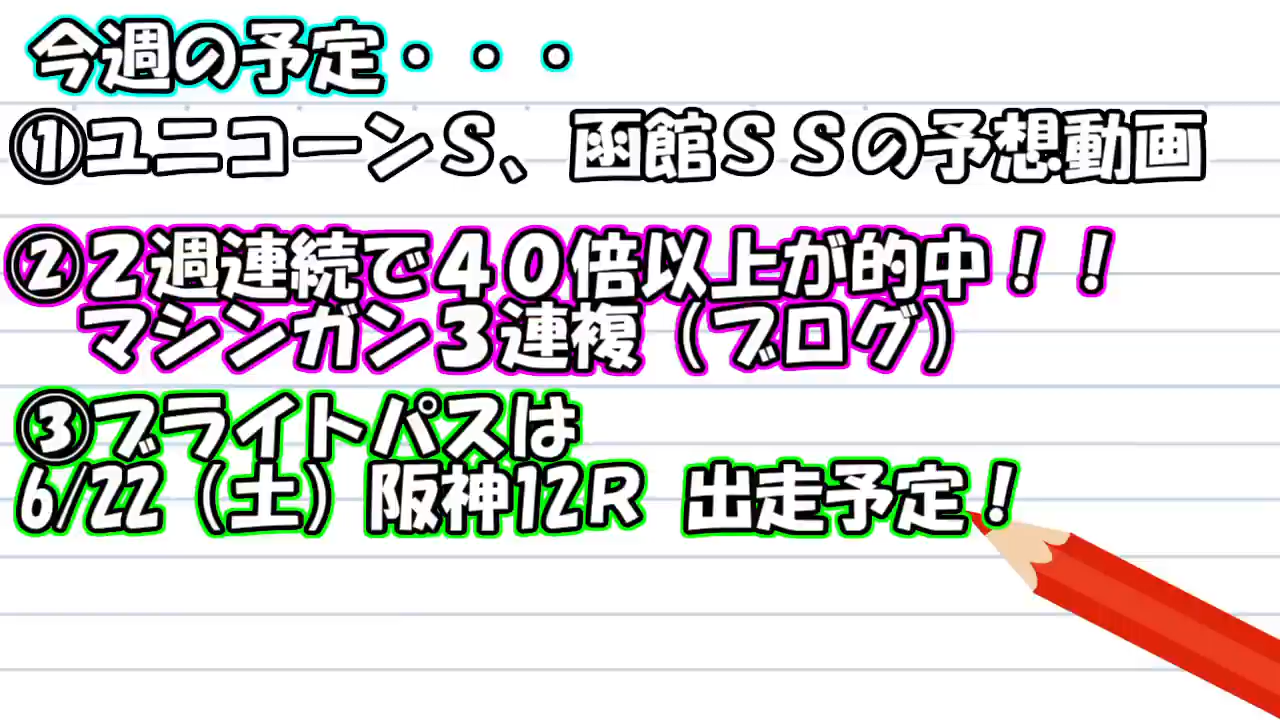 今週の予定・・・
①ユニコーンS、函館SSの予想動画
②2週連続で40倍以上が的中！！
マシンガン3連複（ブログ）
③ブライトパスは
6/22（土）阪神12R 出走予定！